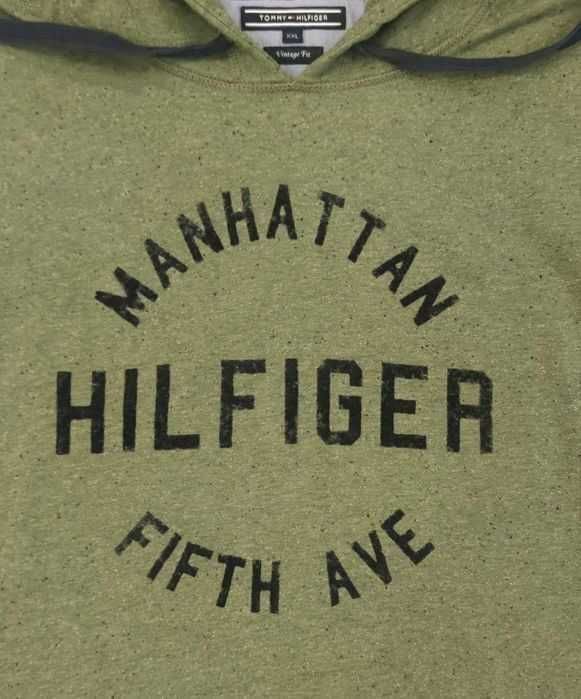 TOMMY HILFIGER
XXL
Vintage Fit
MANHATTAN
HILFIGER
FIFTH AVE